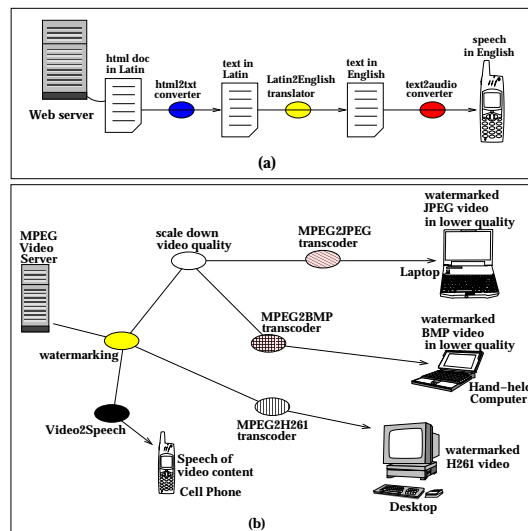 speech
in English
html doc
in Latin
text in
Latin
Latin2English
translator
text in
English
html2txt
converter
text2audio
converter
Web server
(a)
watermarked
JPEG video
in lower quality
MPEG
Video
Server
scale down
video quality
MPEG2JPEG
transcoder
Laptop
MPEG2BMP
transcoder
watermarked
BMP video
in lower quality
watermarking
Hand-held
Computer
Video2Speech
MPEG2H261
transcoder
Speech of
video content
Cell Phone
watermarked
H261 video
Desktop
(b)